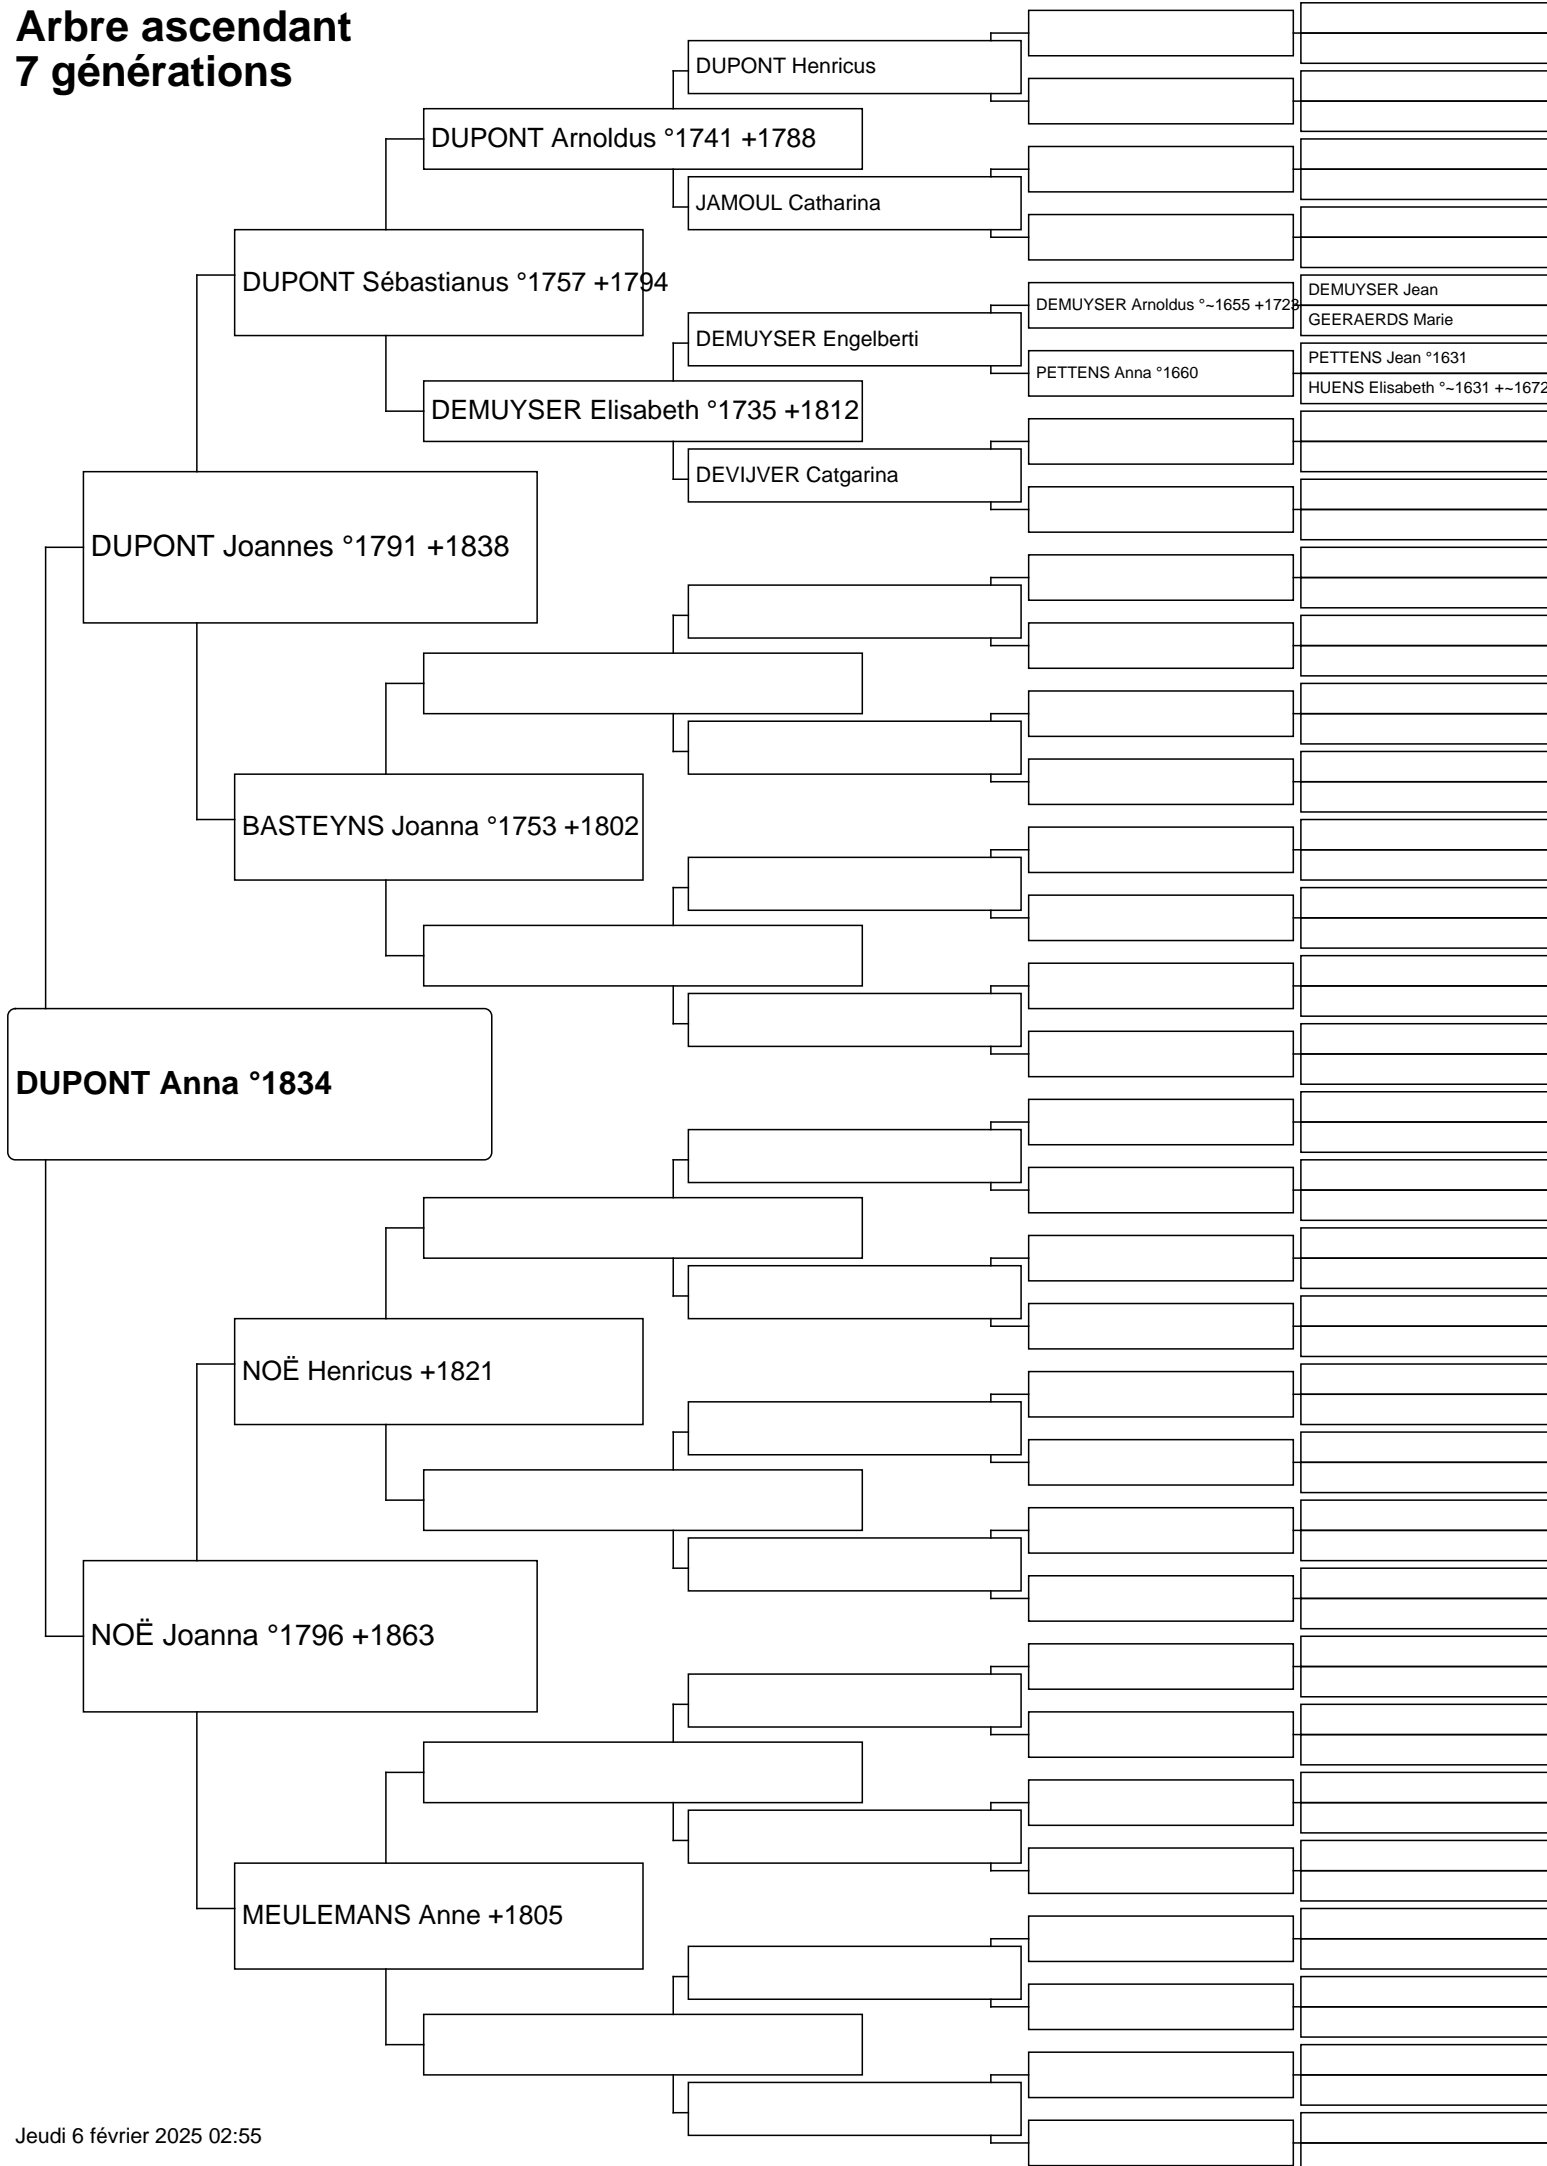 Arbre ascendant
7 générations
DUPONT Henricus
DUPONT Arnoldus °1741 +1788
JAMOUL Catharina
DUPONT Sébastianus °1757 +1794
DEMUYSER Jean
DEMUYSER Arnoldus °~1655 +1723
GEERAERDS Marie
DEMUYSER Engelberti
PETTENS Jean °1631
PETTENS Anna °1660
HUENS Elisabeth °~1631 +~1672
DEMUYSER Elisabeth °1735 +1812
DEVIJVER Catgarina
DUPONT Joannes °1791 +1838
BASTEYNS Joanna °1753 +1802
DUPONT Anna °1834
NOË Henricus +1821
NOË Joanna °1796 +1863
MEULEMANS Anne +1805
Jeudi 6 février 2025 02:55